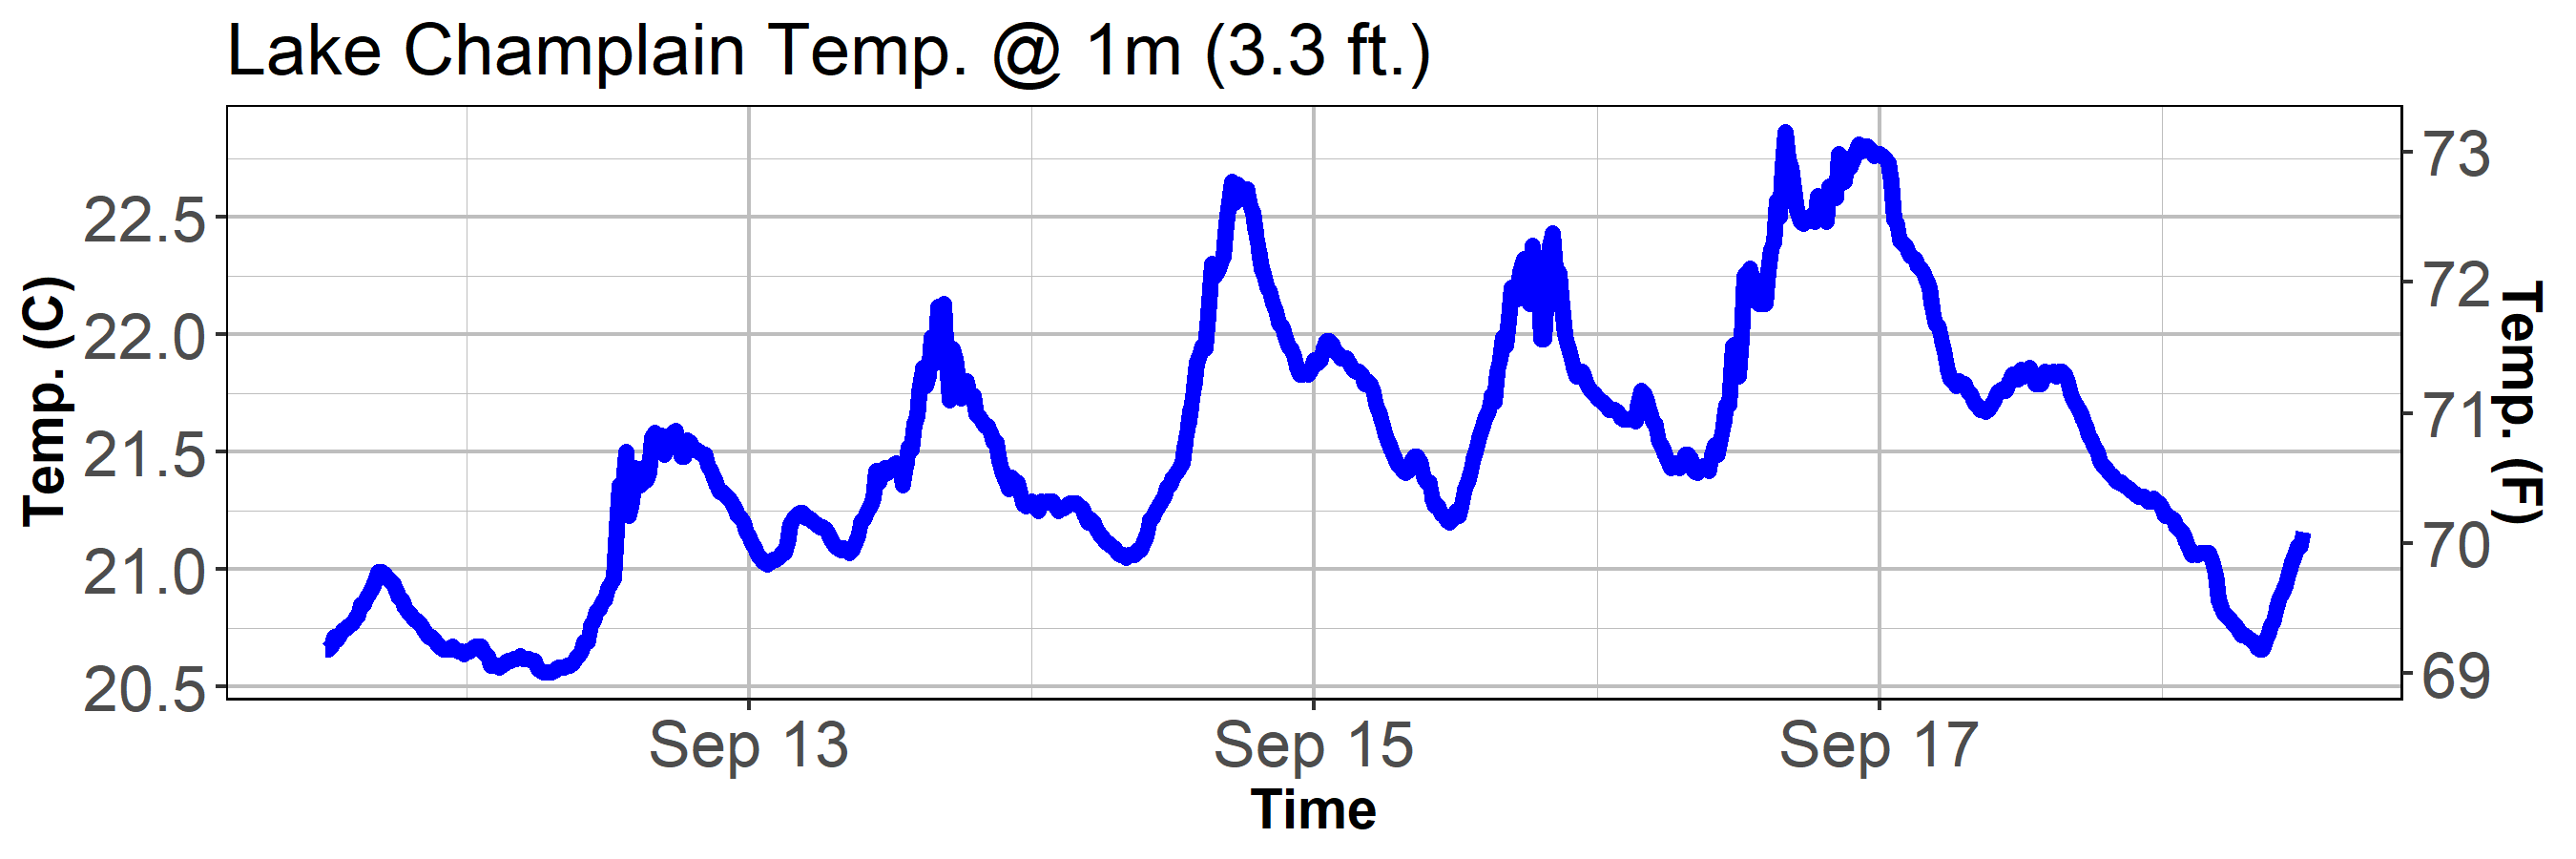 Lake Champlain Temp. @ 1m (3.3 ft.)
Temp. (C)
22.5
22.0
21.5
21.0
20.5
73
72
71
70
69
Temp. (F)
Sep 13
Sep 15
Sep 17
Time